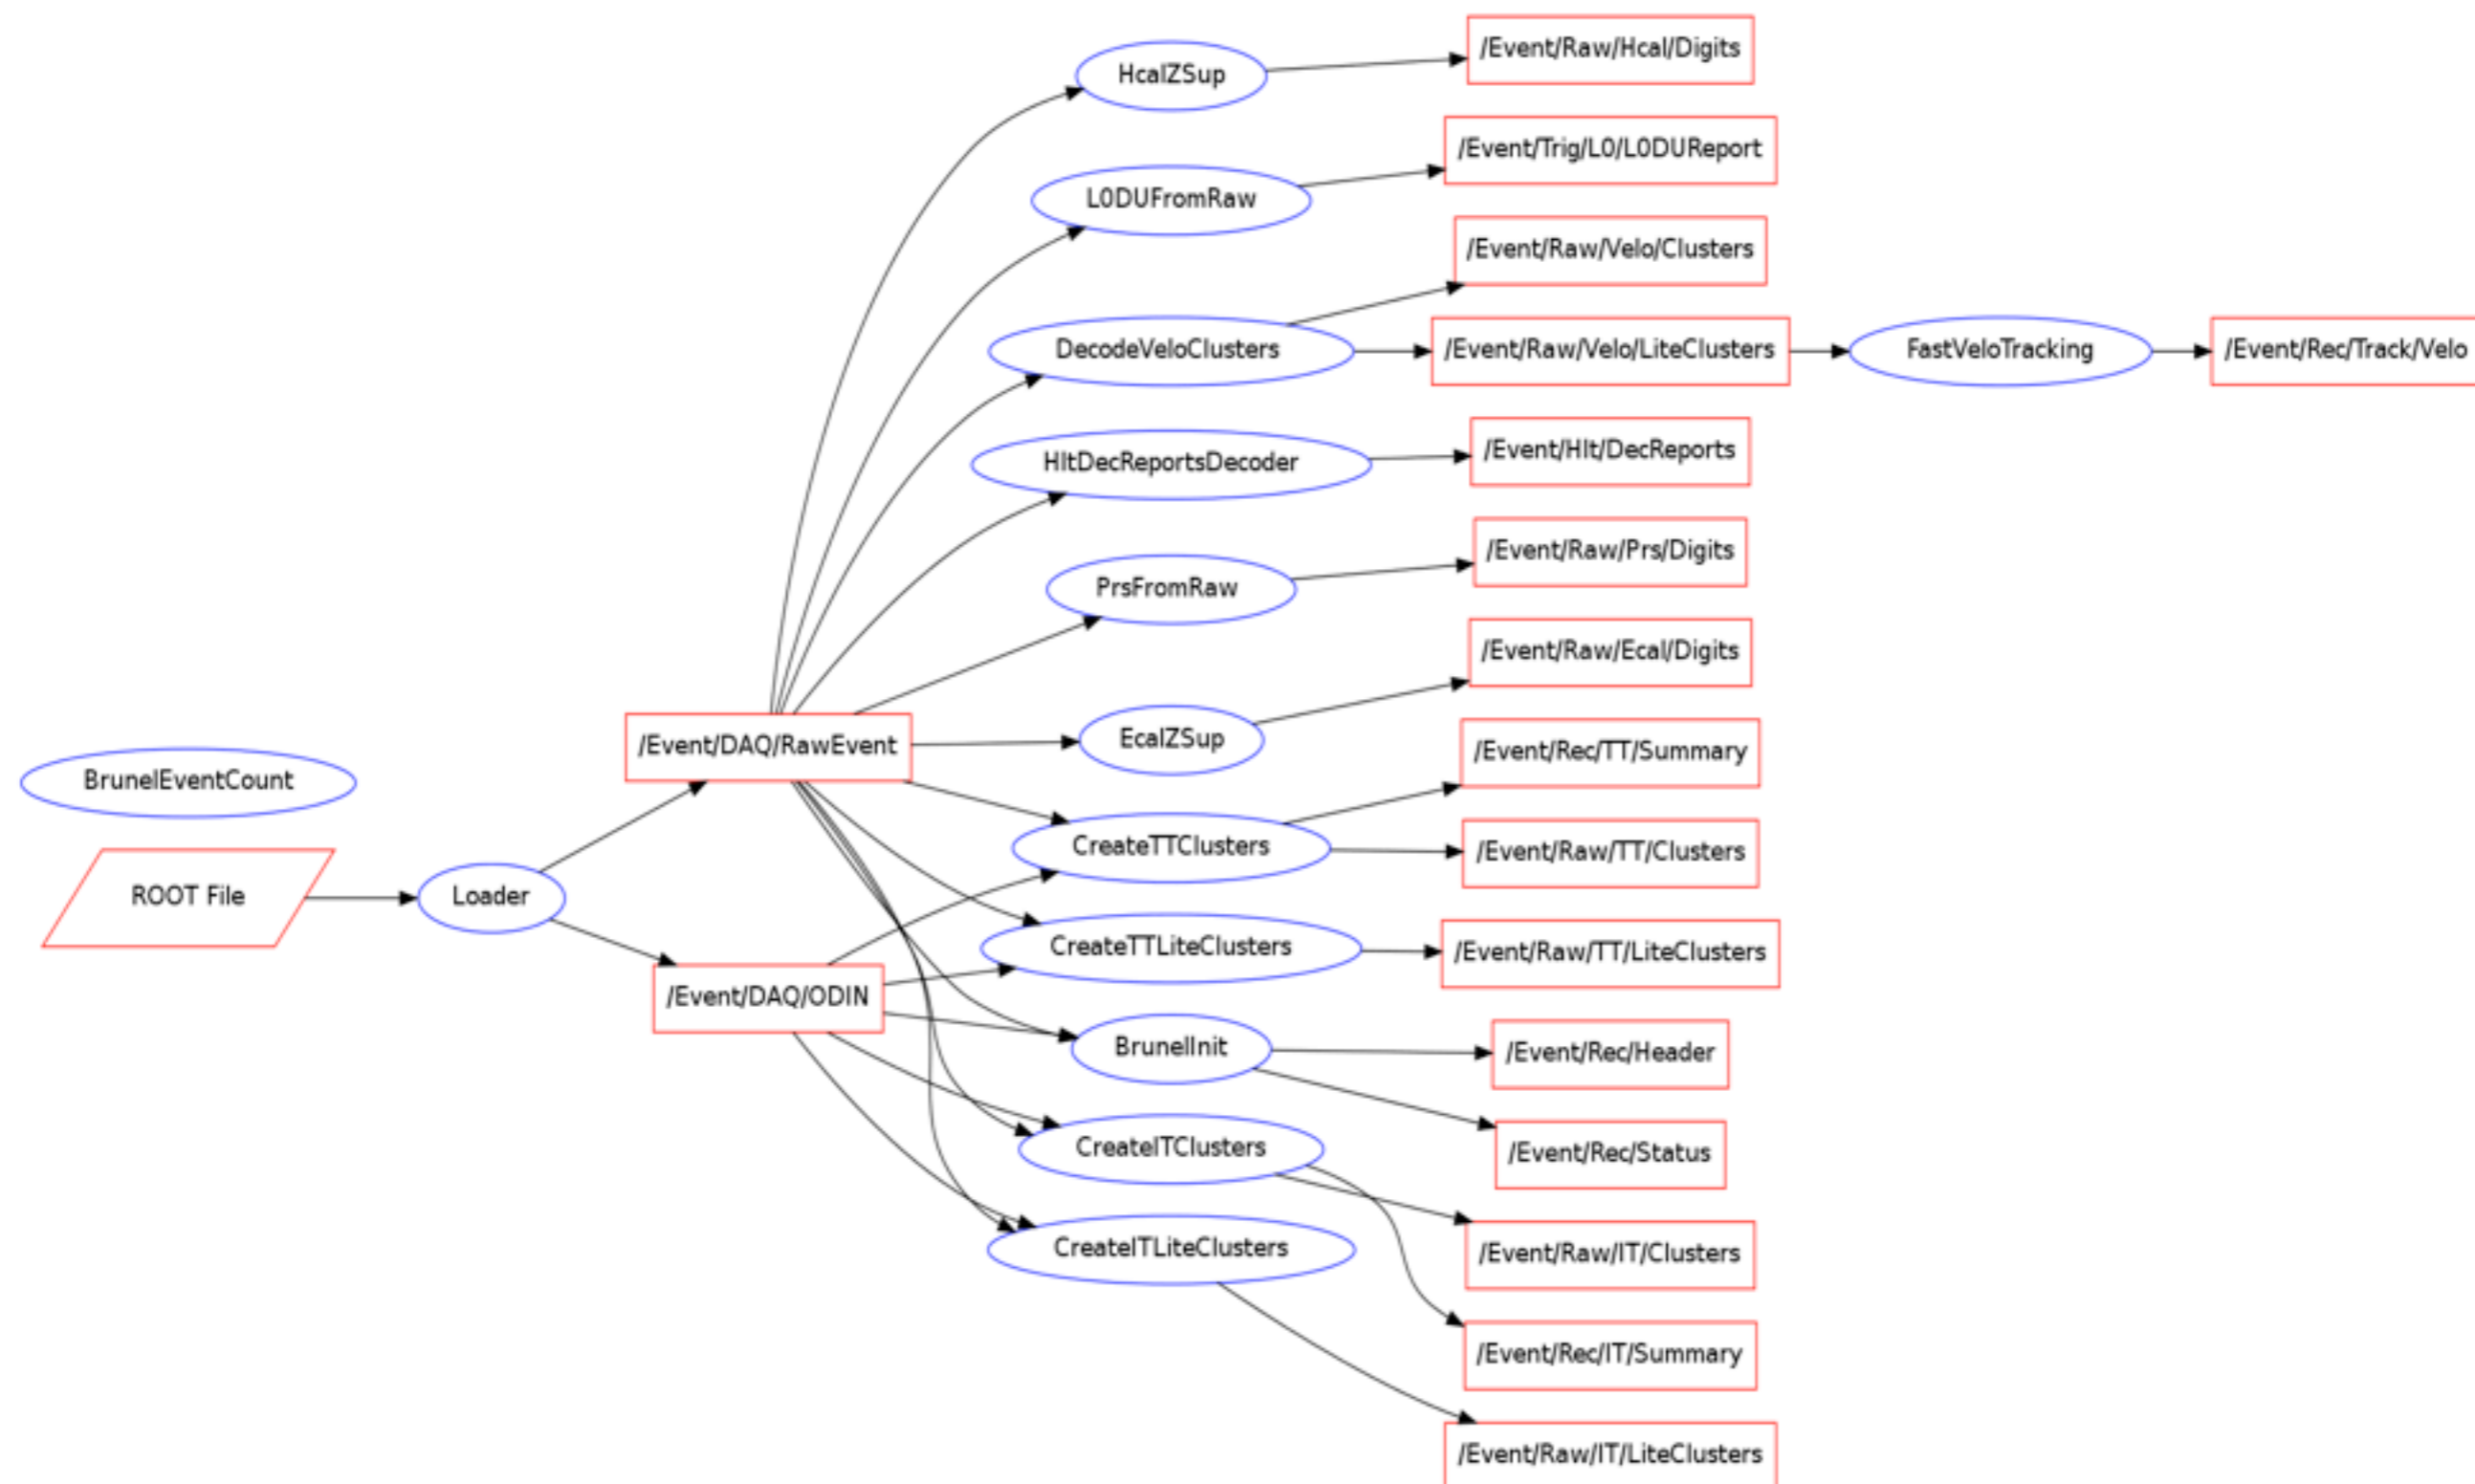 BrunelEventCount
ROOT File
Loader
/Event/DAQ/RawEvent
/Event/DAQ/ODIN
HcalZSup
L0DUFromRaw
DecodeVeloClusters
HltDecReportsDecoder
PrsFromRaw
EcalZSup
CreateTTClusters
CreateTTLiteClusters
BrunelInit
CreateITClusters
CreateITLiteClusters
/Event/Raw/Hcal/Digits
/Event/Trig/L0/L0DUReport
/Event/Raw/Velo/Clusters
/Event/Raw/Velo/LiteClusters
/Event/Hlt/DecReports
/Event/Raw/Prs/Digits
/Event/Raw/Ecal/Digits
/Event/Rec/TT/Summary
/Event/Raw/TT/Clusters
/Event/Raw/TT/LiteClusters
/Event/Rec/Header
/Event/Rec/Status
/Event/Raw/IT/Clusters
/Event/Rec/IT/Summary
/Event/Raw/IT/LiteClusters
FastVeloTracking
/Event/Rec/Track/Velo